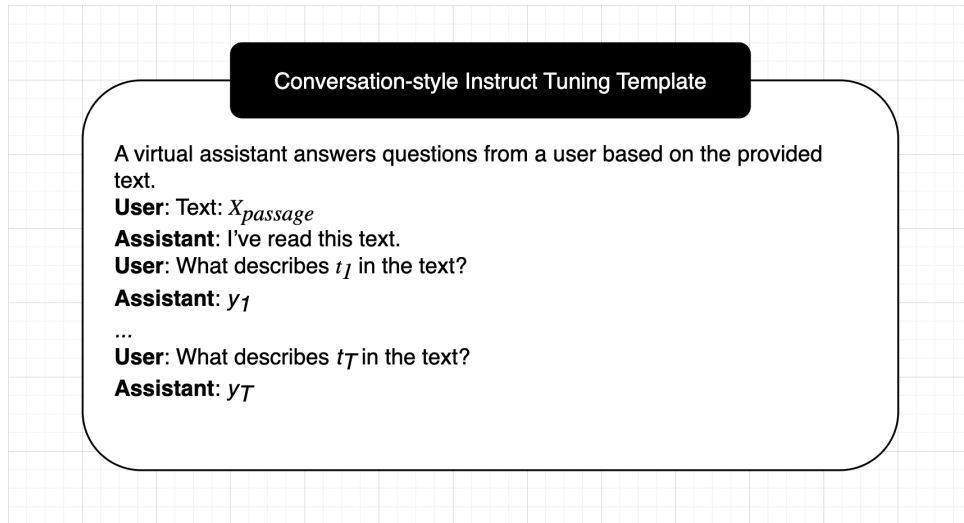 Conversation-style Instruct Tuning Template
A virtual assistant answers questions from a user based on the provided
text.
User: Text: X_passage
Assistant: I've read this text.
User: What describes t_1 in the text?
Assistant: y_1
...
User: What describes t_T in the text?
Assistant: y_T